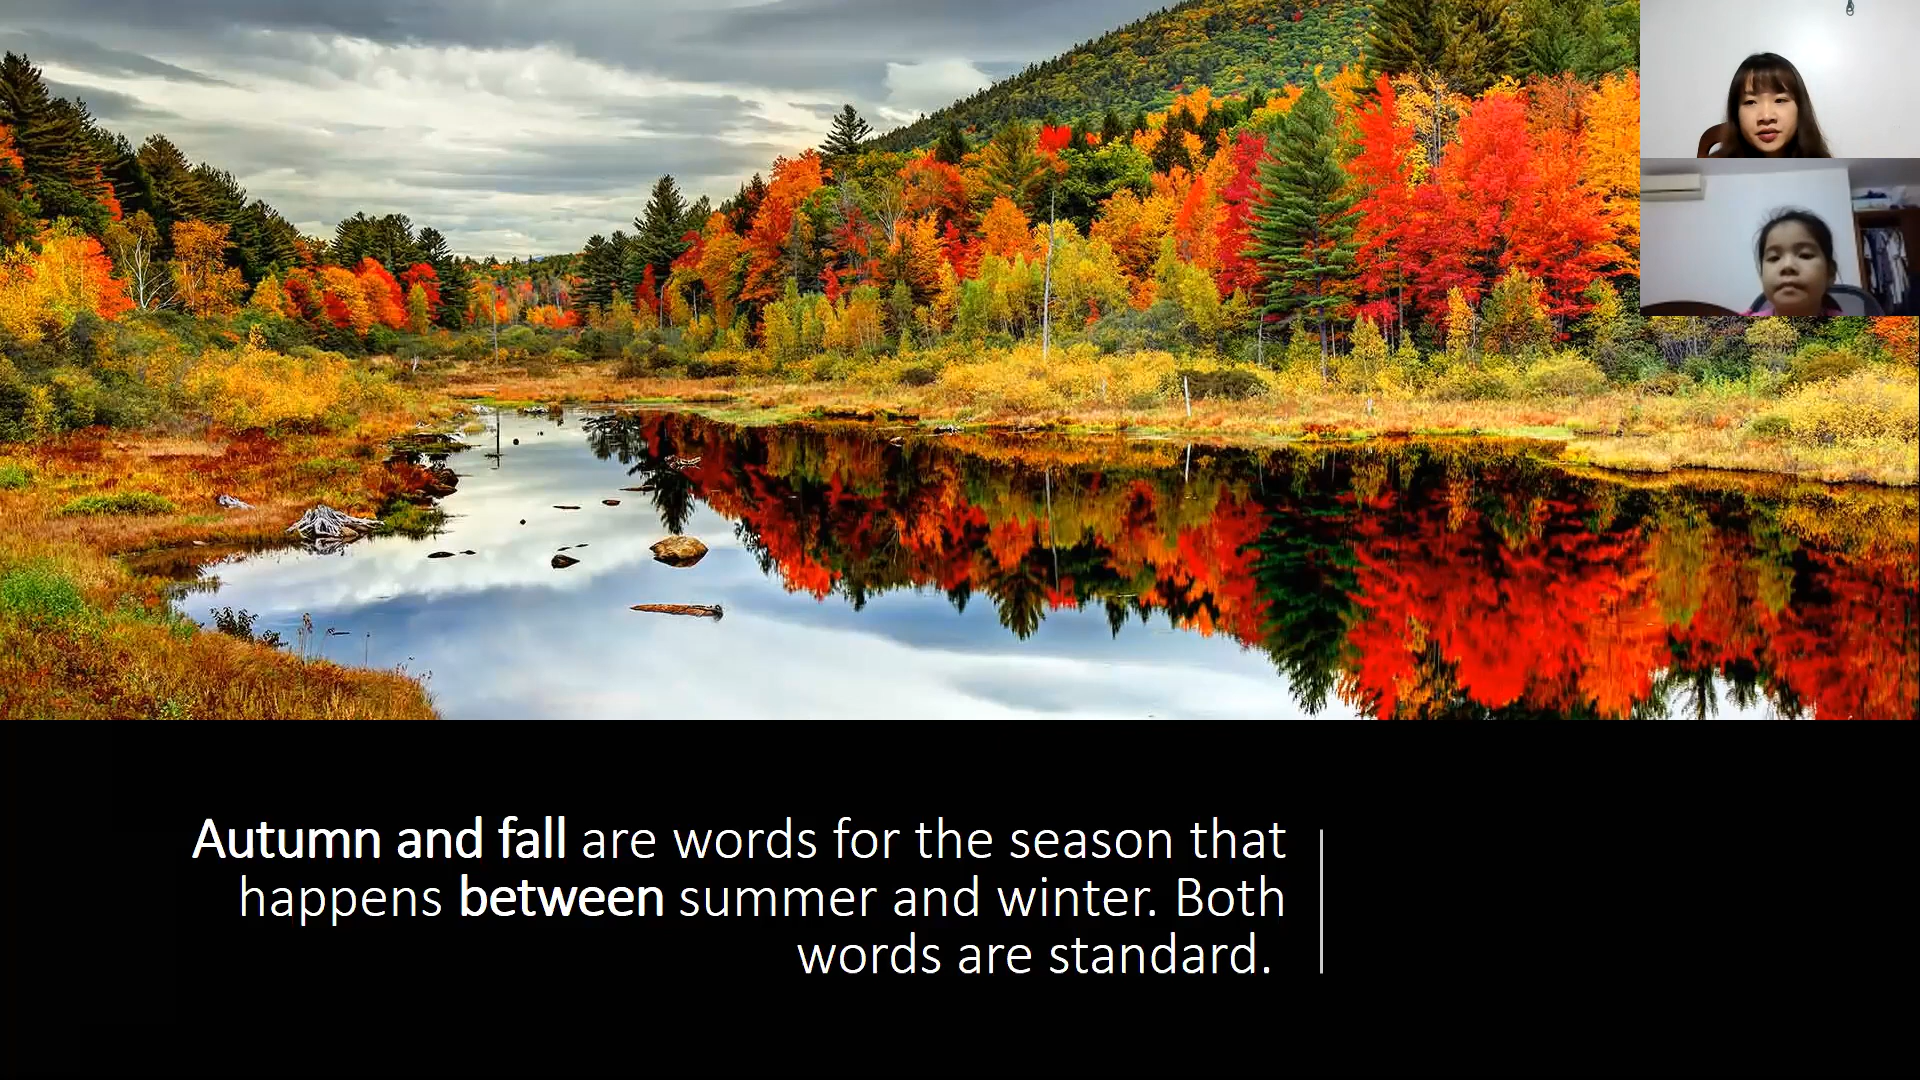 Autumn and fall are words for the season that
happens between summer and winter. Both
words are standard.